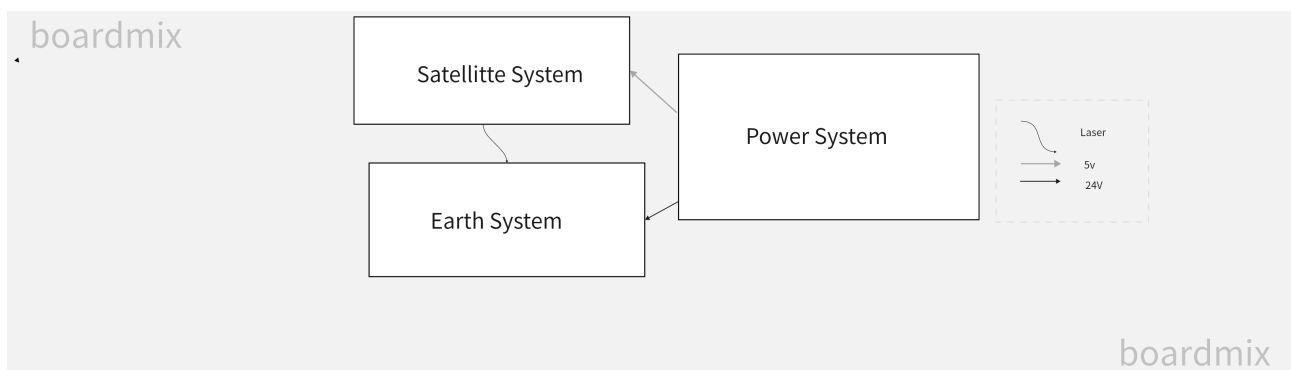 boardmix
Satellitte System
Power System
Laser
5v
24V
Earth System
boardmix